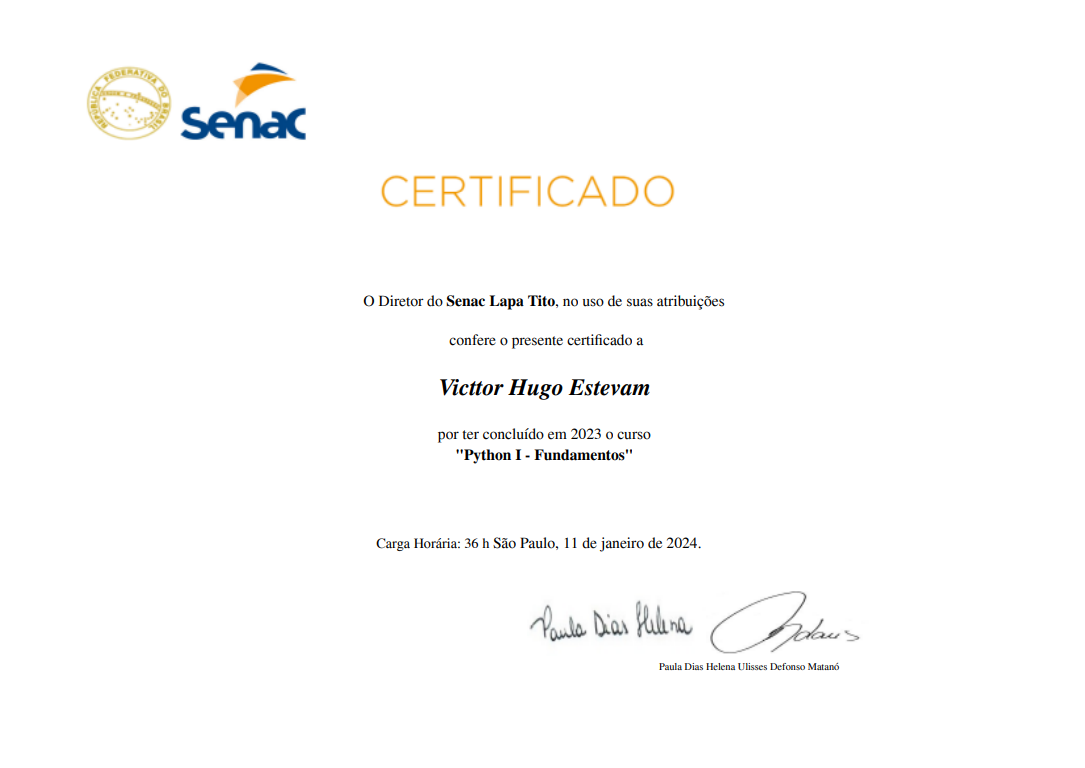 REPÚBLICA FEDERATIVA DO BRASIL
Senac
CERTIFICADO
O Diretor do Senac Lapa Tito, no uso de suas atribuições
confere o presente certificado a
Victtor Hugo Estevam
por ter concluído em 2023 o curso
"Python I - Fundamentos"
Carga Horária: 36 h São Paulo, 11 de janeiro de 2024.
Paula Dias Helena
Paula Dias Helena Ulisses Defonso Matanó